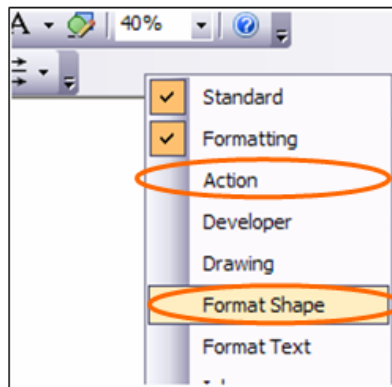 A 40%
Standard
Formatting
Action
Developer
Drawing
Format Shape
Format Text